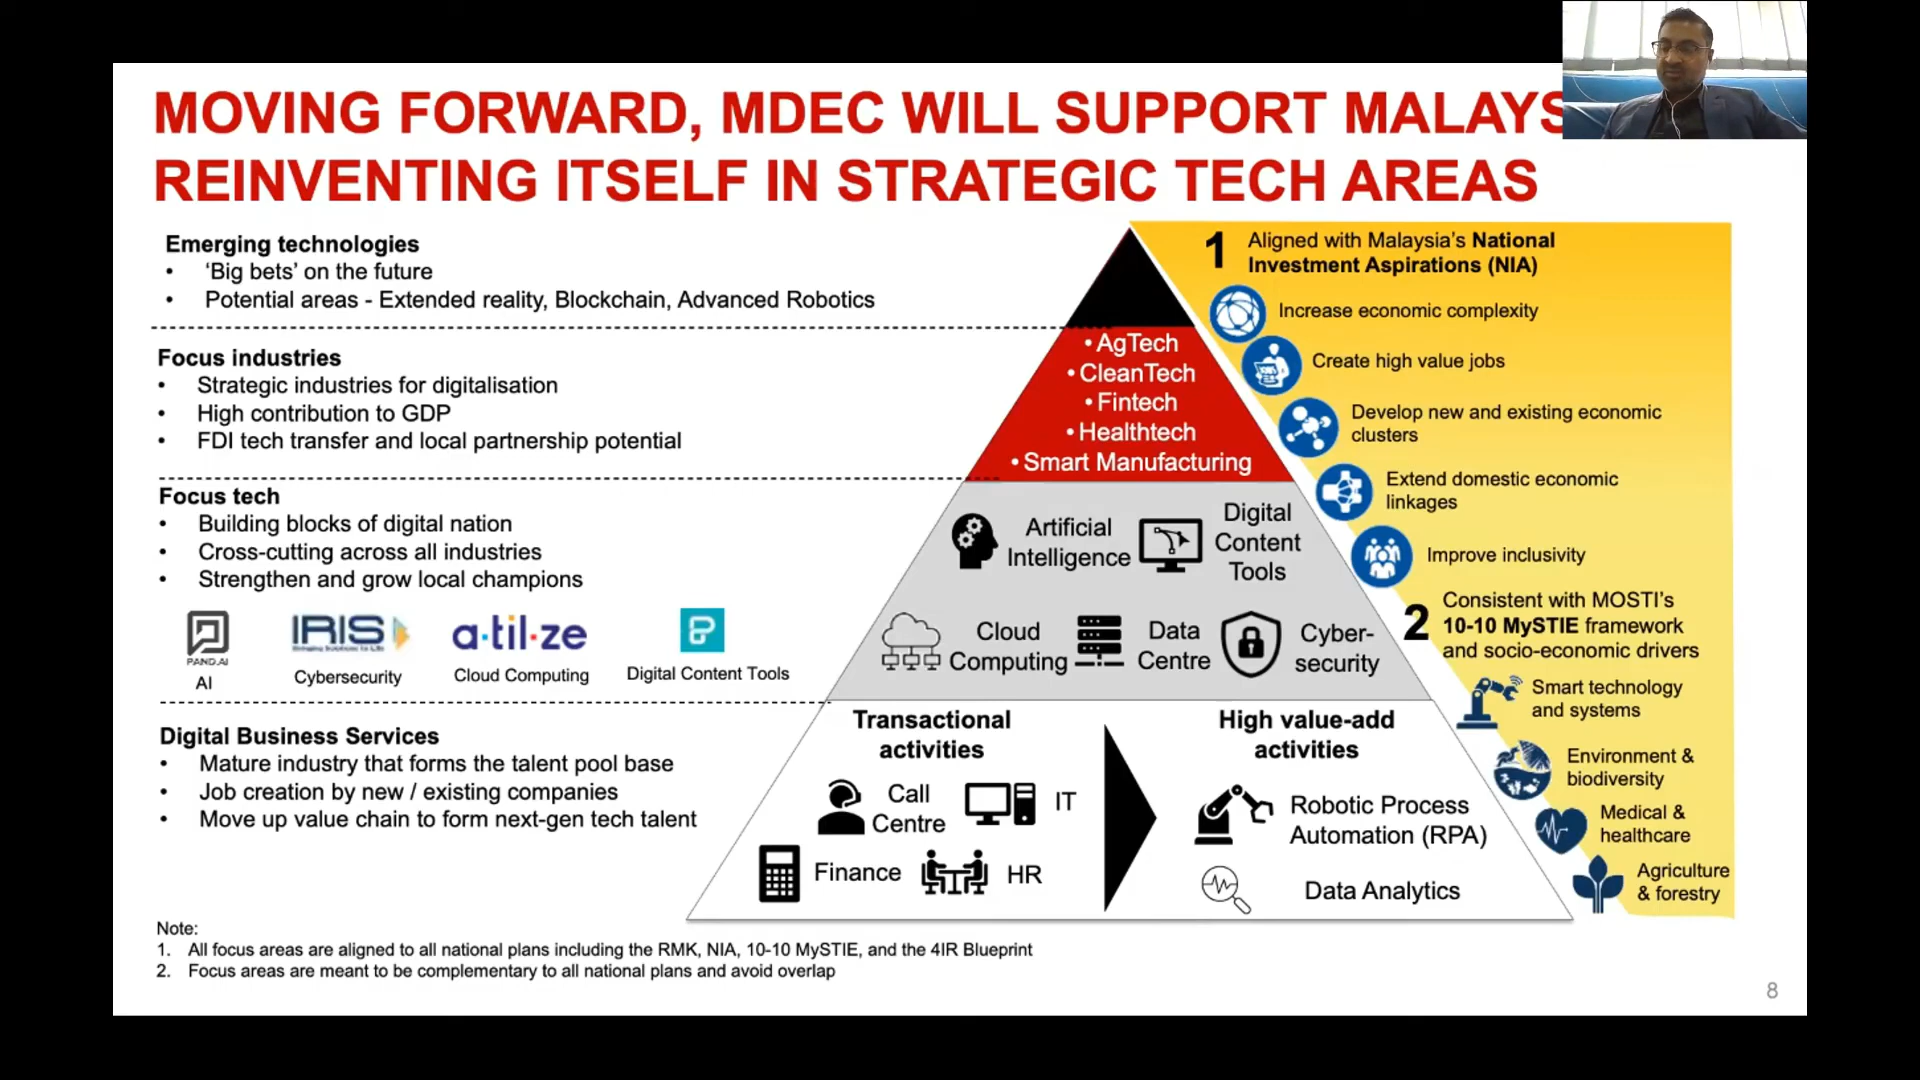 MOVING FORWARD, MDEC WILL SUPPORT MALAYS
REINVENTING ITSELF IN STRATEGIC TECH AREAS
Emerging technologies
• ‘Big bets’ on the future
• Potential areas - Extended reality, Blockchain, Advanced Robotics
Focus industries
• Strategic industries for digitalisation
• High contribution to GDP
• FDI tech transfer and local partnership potential
Focus tech
• Building blocks of digital nation
• Cross-cutting across all industries
• Strengthen and grow local champions
PAND.AI
AI
IRIS
Cybersecurity
a·til·ze
Cloud Computing
Digital Content Tools
Digital Business Services
• Mature industry that forms the talent pool base
• Job creation by new / existing companies
• Move up value chain to form next-gen tech talent
• AgTech
• CleanTech
• Fintech
• Healthtech
• Smart Manufacturing
Artificial
Intelligence
Digital
Content
Tools
Cloud
Computing
Data
Centre
Cyber-
security
Transactional
activities
Call
Centre
IT
Finance
HR
High value-add
activities
Robotic Process
Automation (RPA)
Data Analytics
1 Aligned with Malaysia’s National
Investment Aspirations (NIA)
Increase economic complexity
Create high value jobs
Develop new and existing economic
clusters
Extend domestic economic
linkages
Improve inclusivity
2 Consistent with MOSTI’s
10-10 MySTIE framework
and socio-economic drivers
Smart technology
and systems
Environment &
biodiversity
Medical &
healthcare
Agriculture
& forestry
Note:
1. All focus areas are aligned to all national plans including the RMK, NIA, 10-10 MySTIE, and the 4IR Blueprint
2. Focus areas are meant to be complementary to all national plans and avoid overlap
8